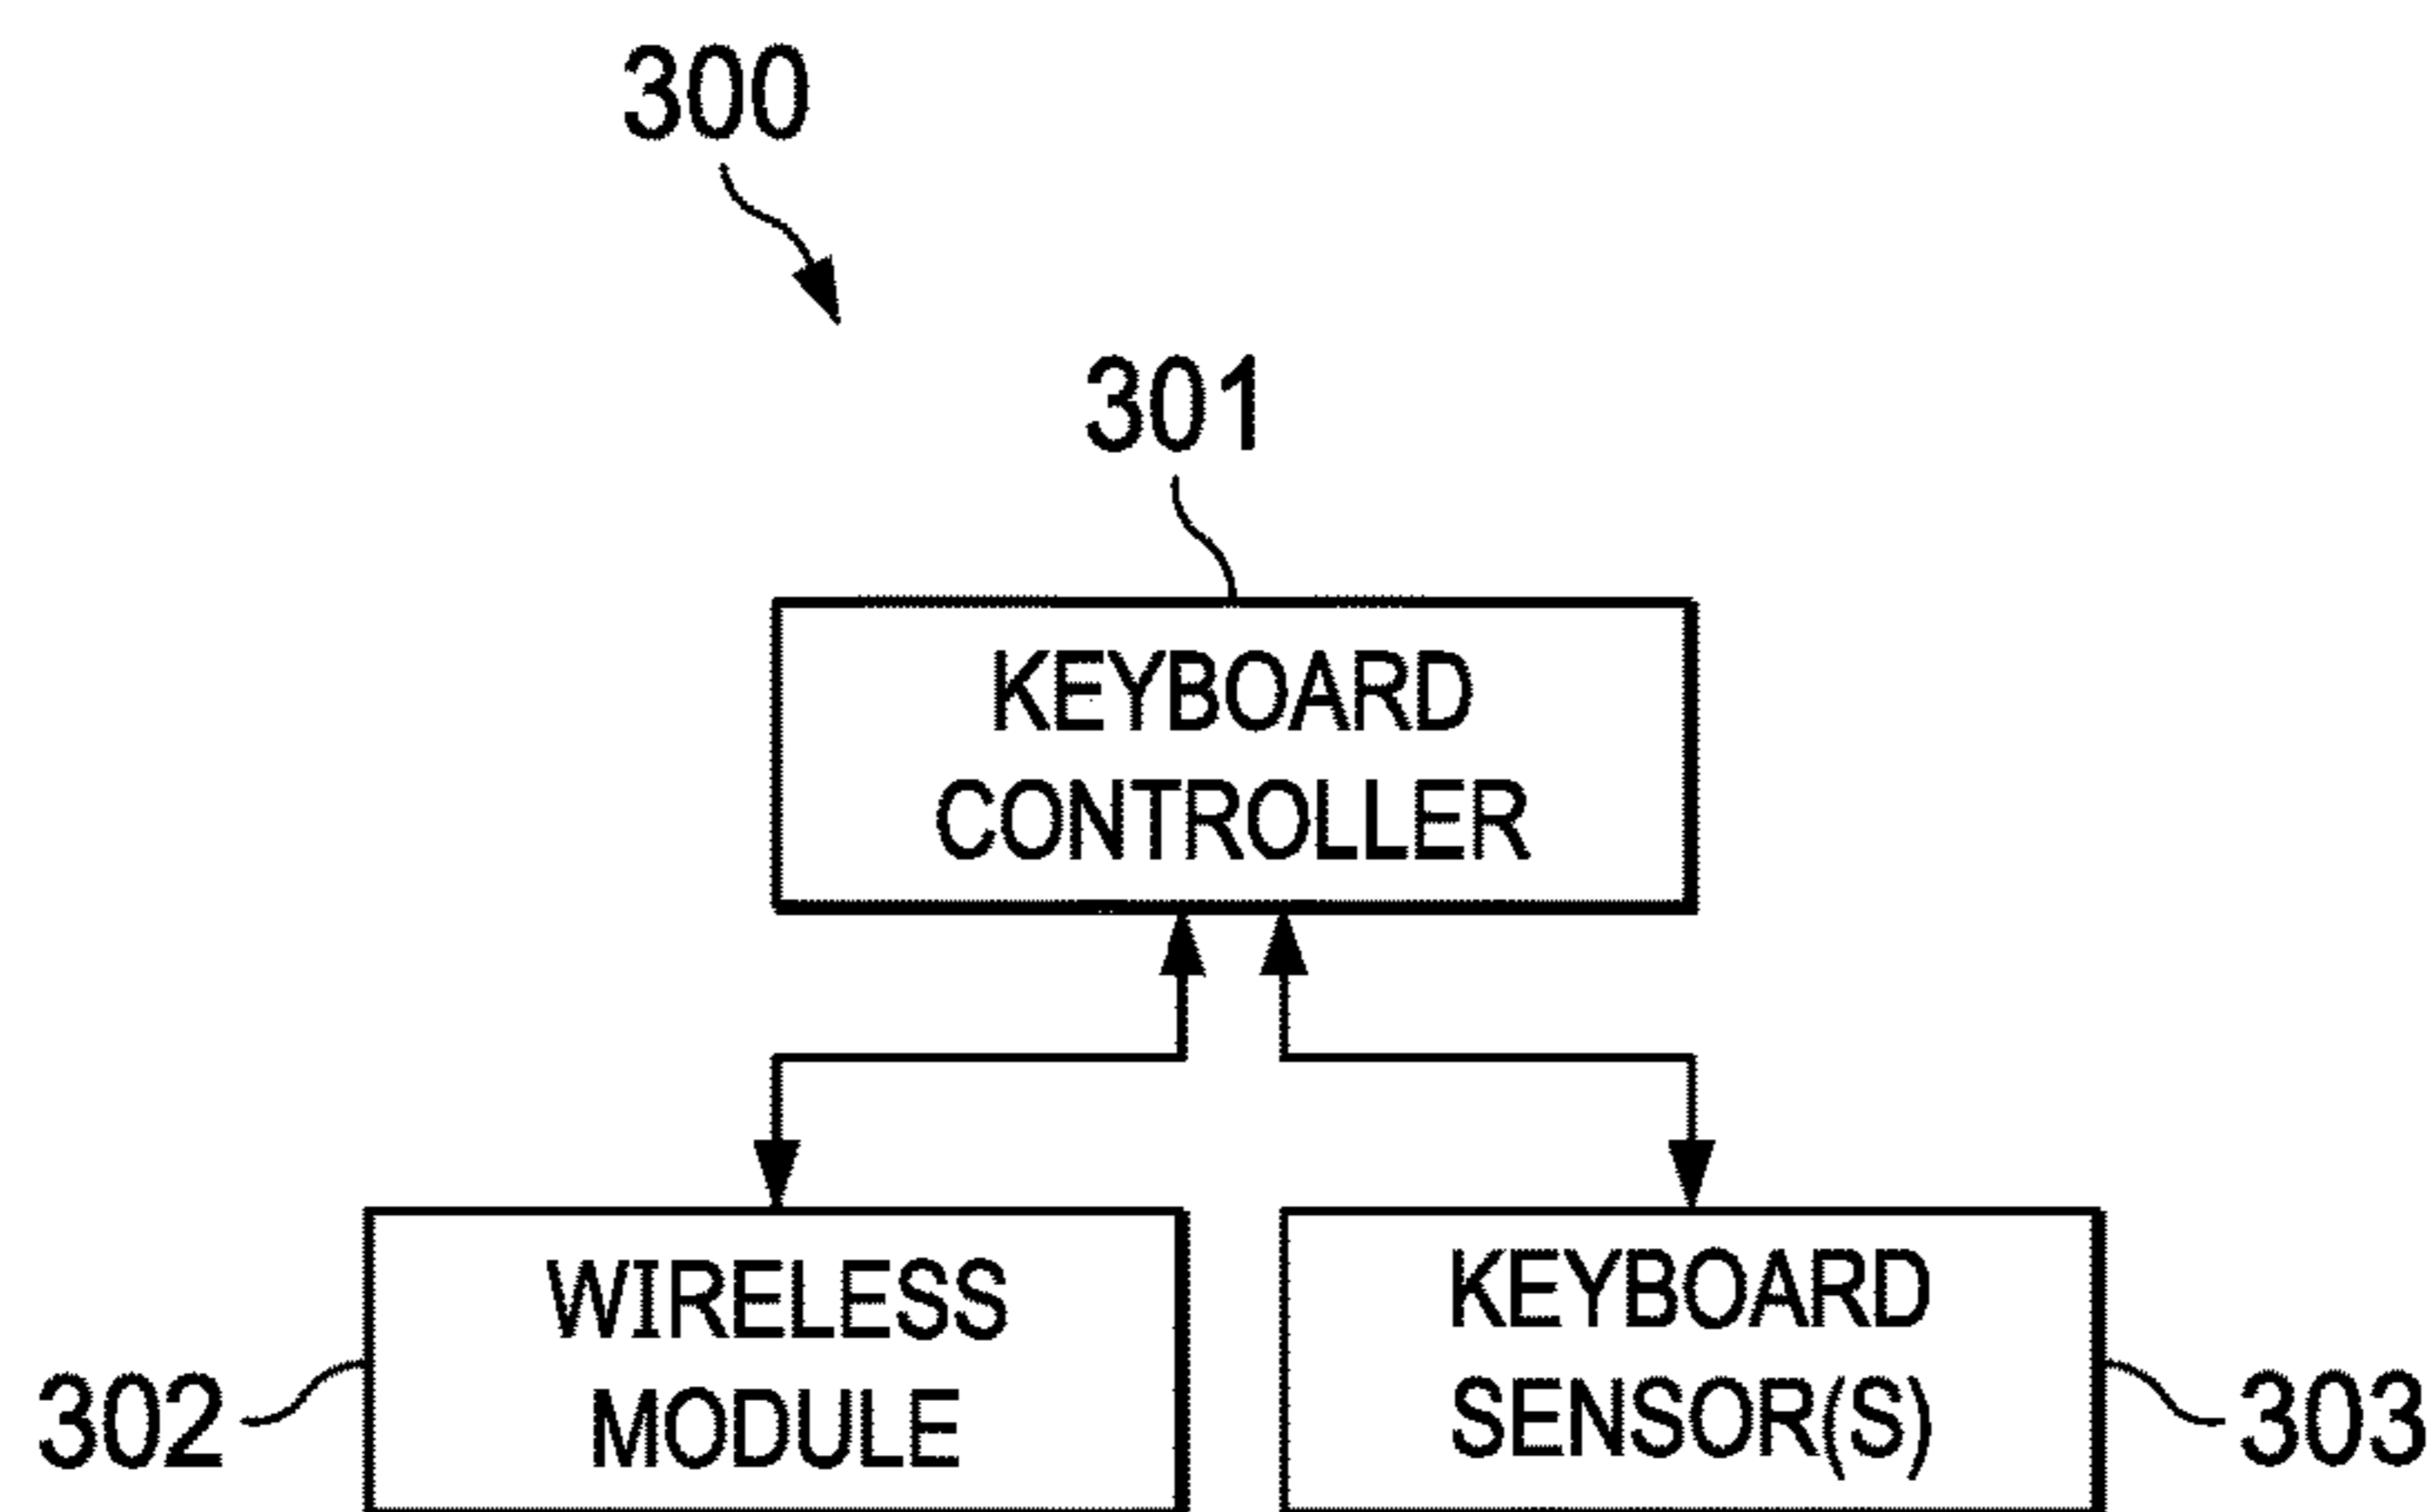 300
301
KEYBOARD
CONTROLLER
WIRELESS
MODULE
302
KEYBOARD
SENSOR(S)
303